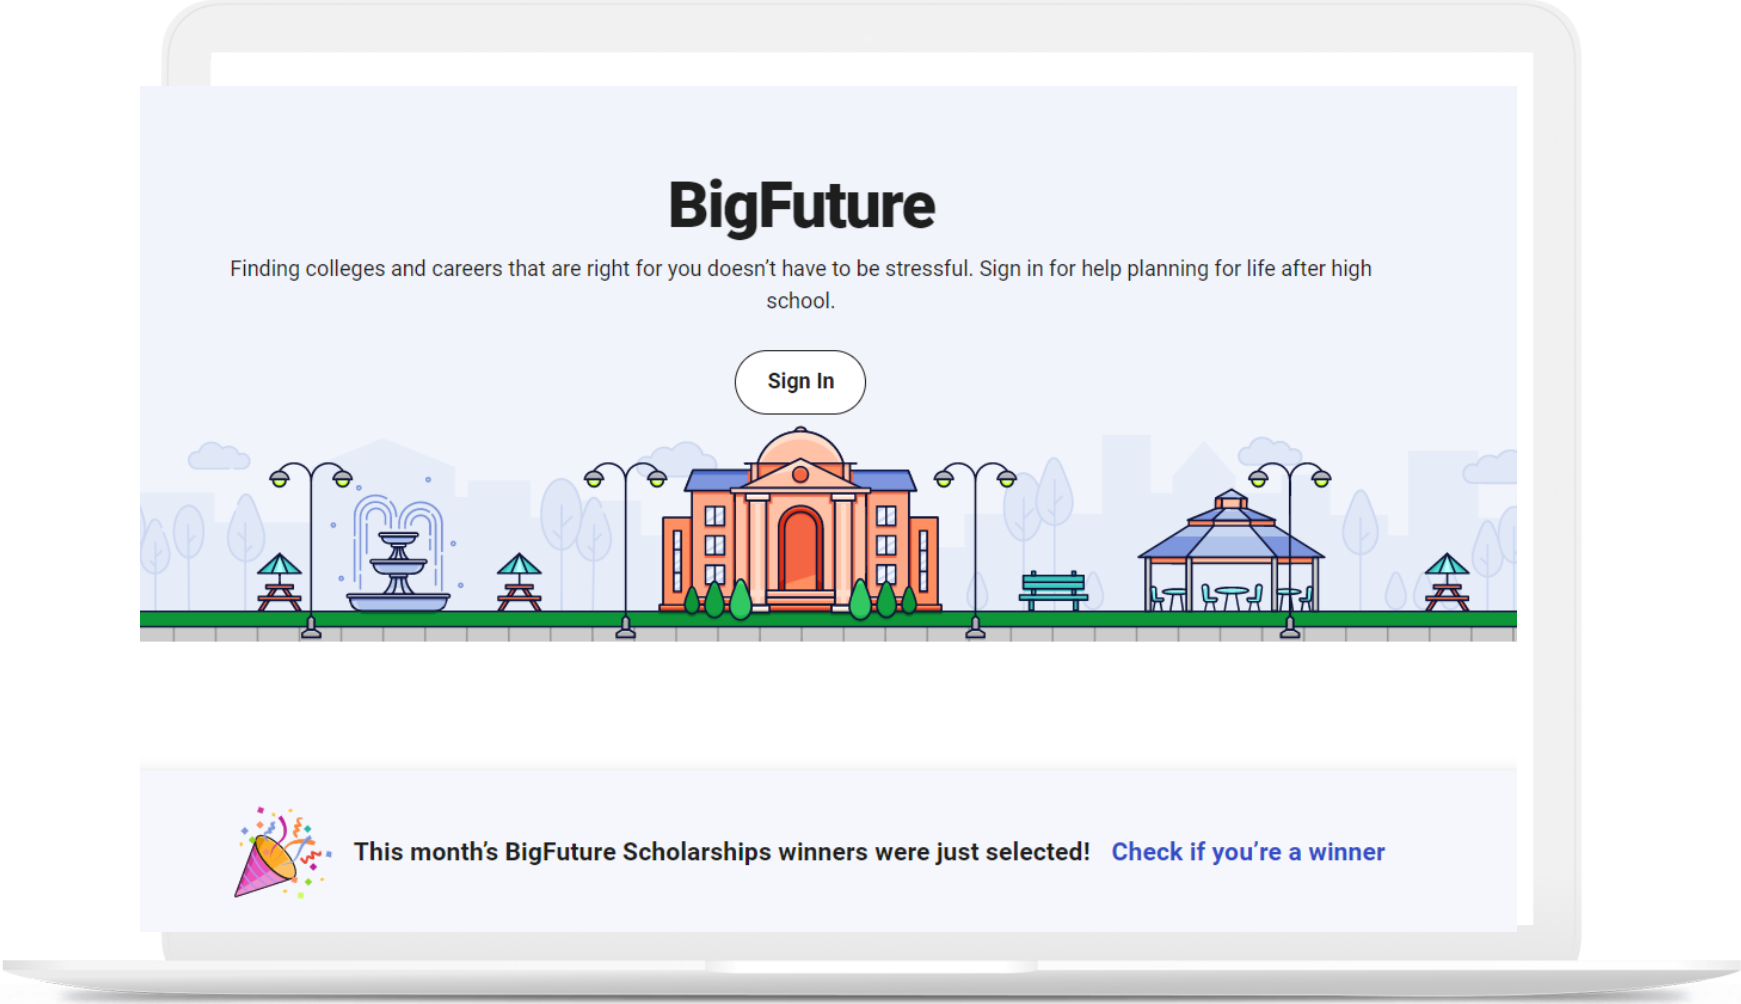 BigFuture
Finding colleges and careers that are right for you doesn’t have to be stressful. Sign in for help planning for life after high
school.
Sign In
This month’s BigFuture Scholarships winners were just selected! Check if you’re a winner